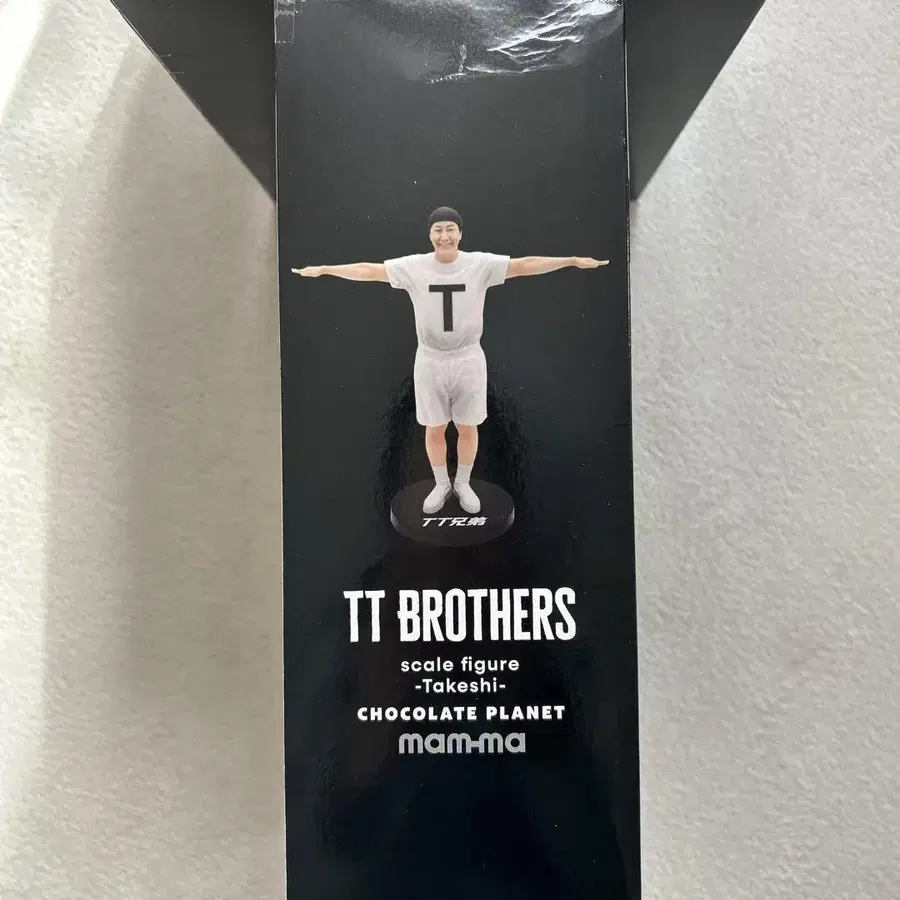 T
TT兄弟
TT BROTHERS
scale figure
-Takeshi-
CHOCOLATE PLANET
mam-ma